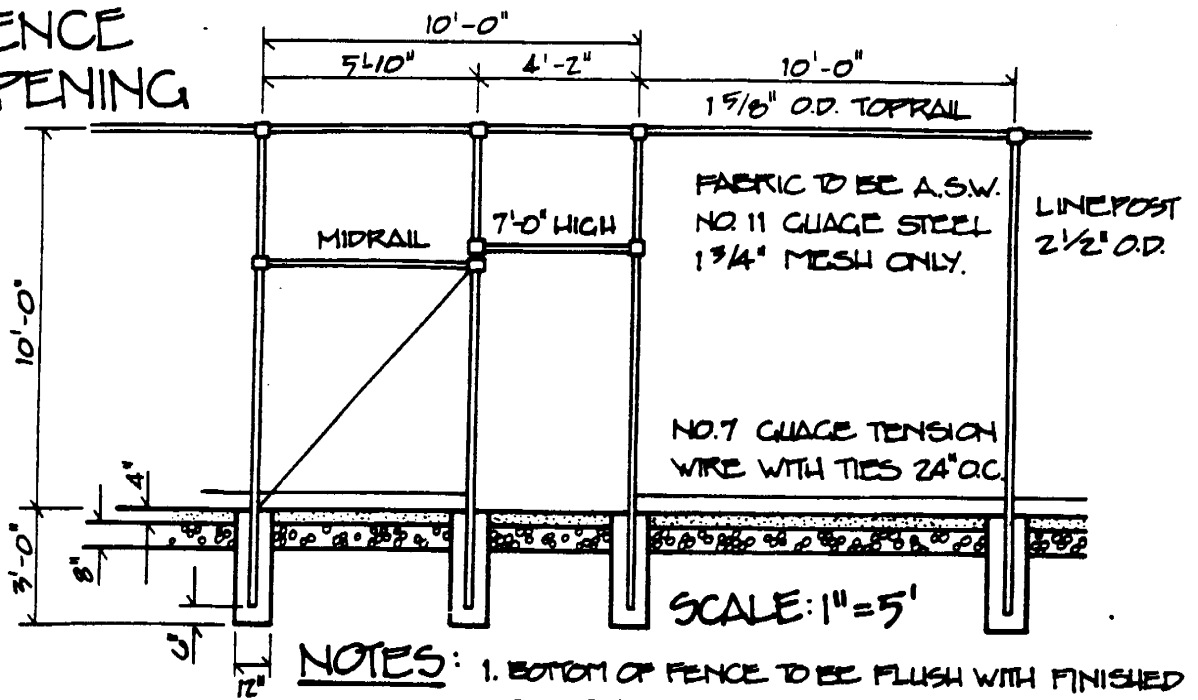 ENCE
PENING
10'-0"
5'-10"
4'-2"
10'-0"
1 5/8" O.D. TOPRAIL
FABRIC TO BE A.S.W.
NO. 11 GUAGE STEEL
1 3/4" MESH ONLY.
LINEPOST
2 1/2" O.D.
MIDRAIL
7'-0" HIGH
10'-0"
NO. 7 GUAGE TENSION
WIRE WITH TIES 24" O.C.
4"
3'-0"
8"
6"
12"
SCALE: 1" = 5'
NOTES: 1. BOTTOM OF FENCE TO BE FLUSH WITH FINISHED